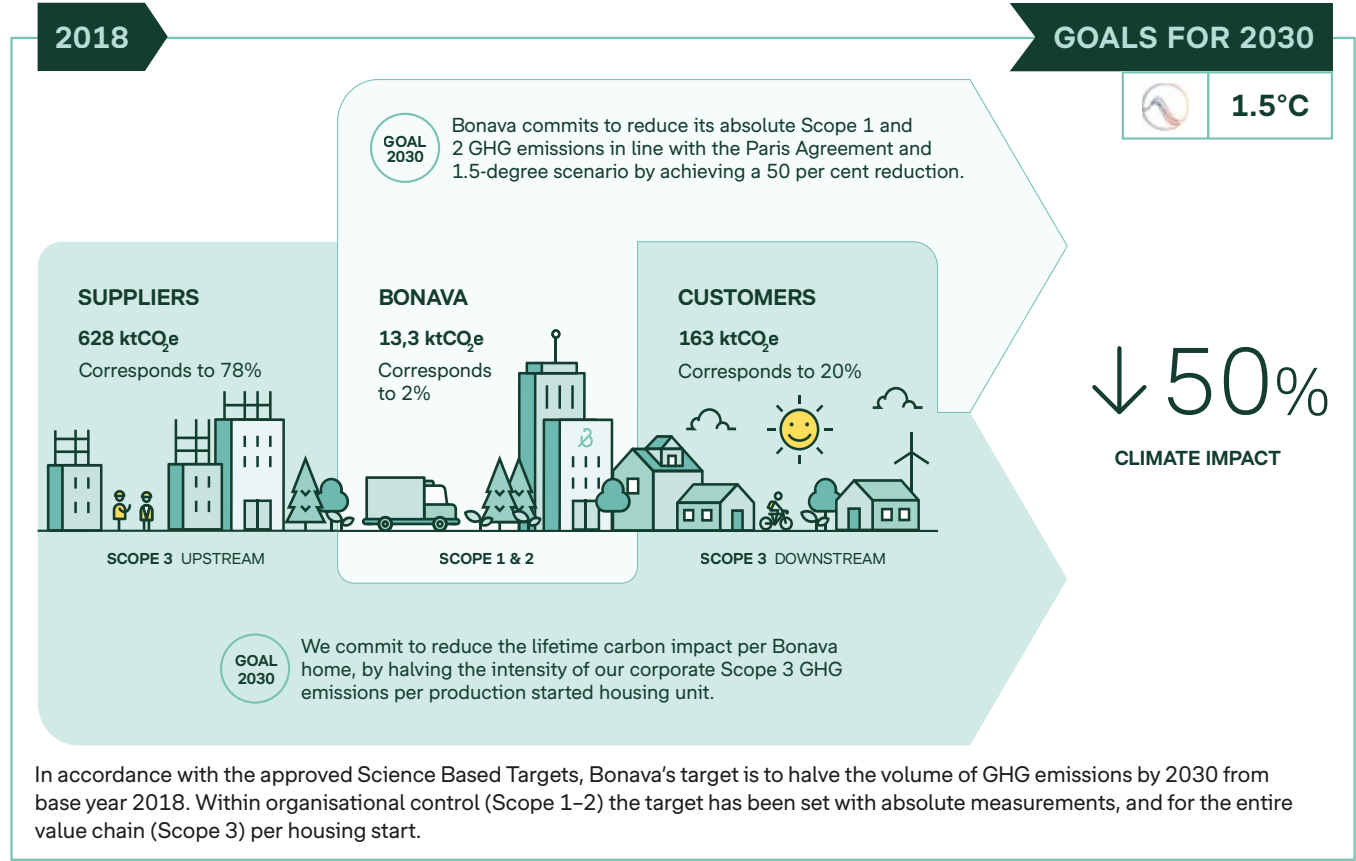 2018
GOALS FOR 2030
1.5°C
GOAL
2030
Bonava commits to reduce its absolute Scope 1 and
2 GHG emissions in line with the Paris Agreement and
1.5-degree scenario by achieving a 50 per cent reduction.
SUPPLIERS
628 ktCO₂e
Corresponds to 78%
BONAVA
13,3 ktCO₂e
Corresponds
to 2%
CUSTOMERS
163 ktCO₂e
Corresponds to 20%
↓50%
CLIMATE IMPACT
SCOPE 3 UPSTREAM
SCOPE 1 & 2
SCOPE 3 DOWNSTREAM
GOAL
2030
We commit to reduce the lifetime carbon impact per Bonava
home, by halving the intensity of our corporate Scope 3 GHG
emissions per production started housing unit.
In accordance with the approved Science Based Targets, Bonava’s target is to halve the volume of GHG emissions by 2030 from
base year 2018. Within organisational control (Scope 1–2) the target has been set with absolute measurements, and for the entire
value chain (Scope 3) per housing start.